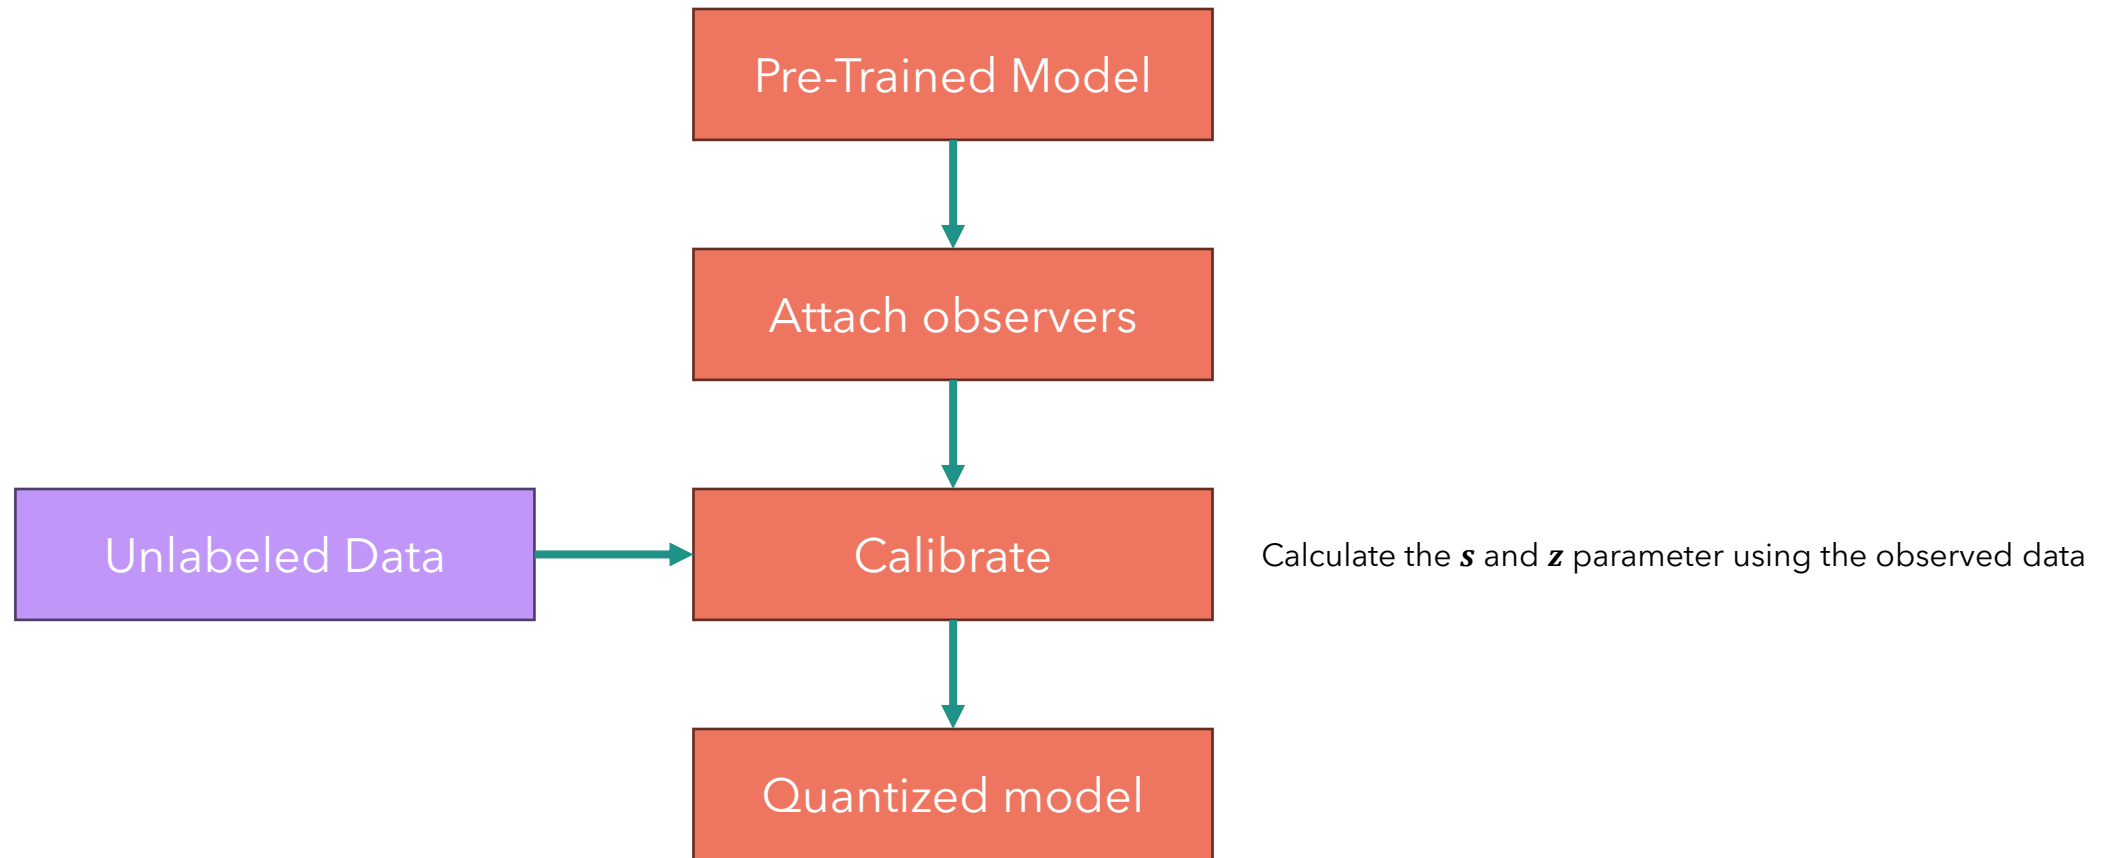 Pre-Trained Model
Attach observers
Unlabeled Data
Calibrate
Calculate the s and z parameter using the observed data
Quantized model